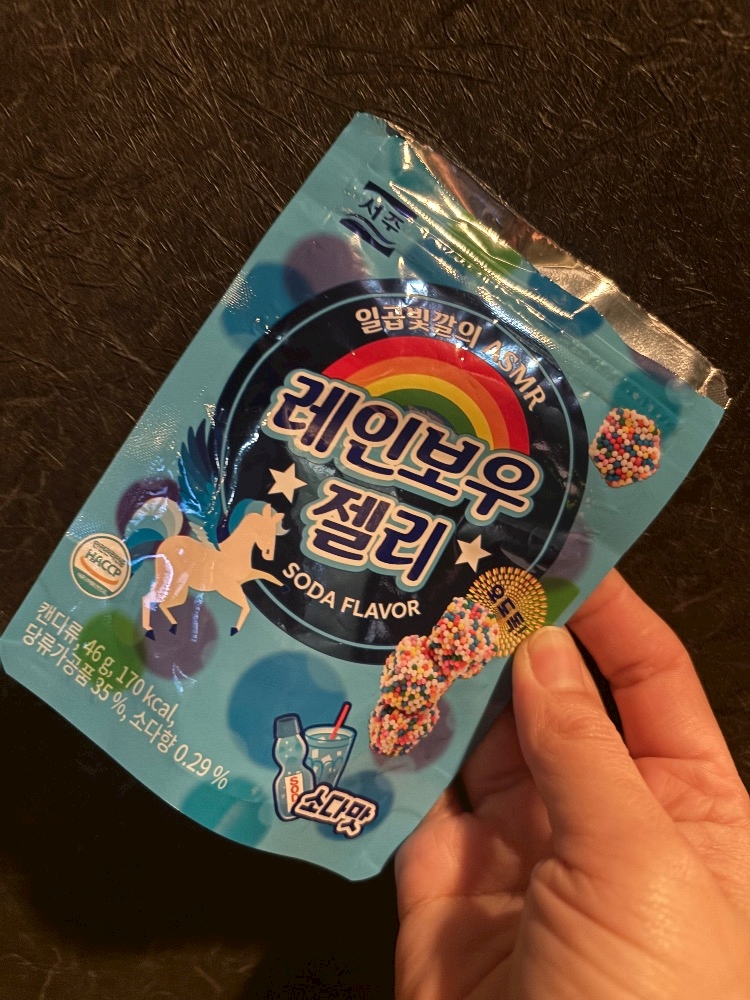 서주
일곱빛깔의 ASMR
레인보우
젤리
SODA FLAVOR
HACCP
캔다류, 46 g, 170 kcal,
당류가공품 35 %, 소다향 0.29 %
소다맛